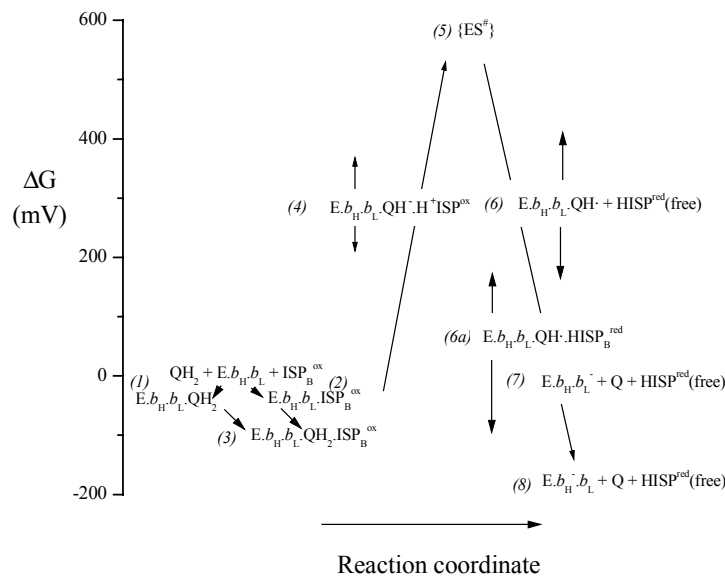 600
(5) {ES#}
400
ΔG
(mV)
(4) E.bH.bL.QH-.H+ISPox
(6) E.bH.bL.QH· + HISPred(free)
200
(6a) E.bH.bL.QH·.HISPBred
0
(1) QH2 + E.bH.bL + ISPBox (2)
(7) E.bH.bL- + Q + HISPred(free)
E.bH.bL.QH2
E.bH.bL.ISPBox
(3) E.bH.bL.QH2.ISPBox
-200
(8) E.bH-.bL + Q + HISPred(free)
Reaction coordinate